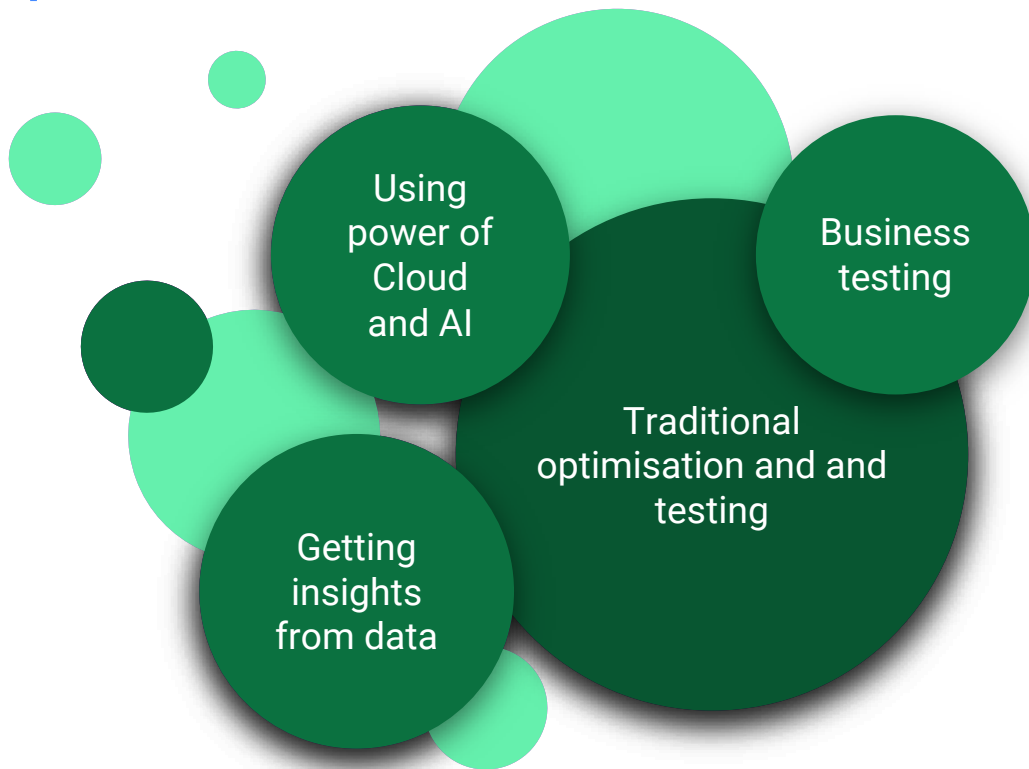 Using
power of
Cloud
and AI
Business
testing
Traditional
optimisation and and
testing
Getting
insights
from data